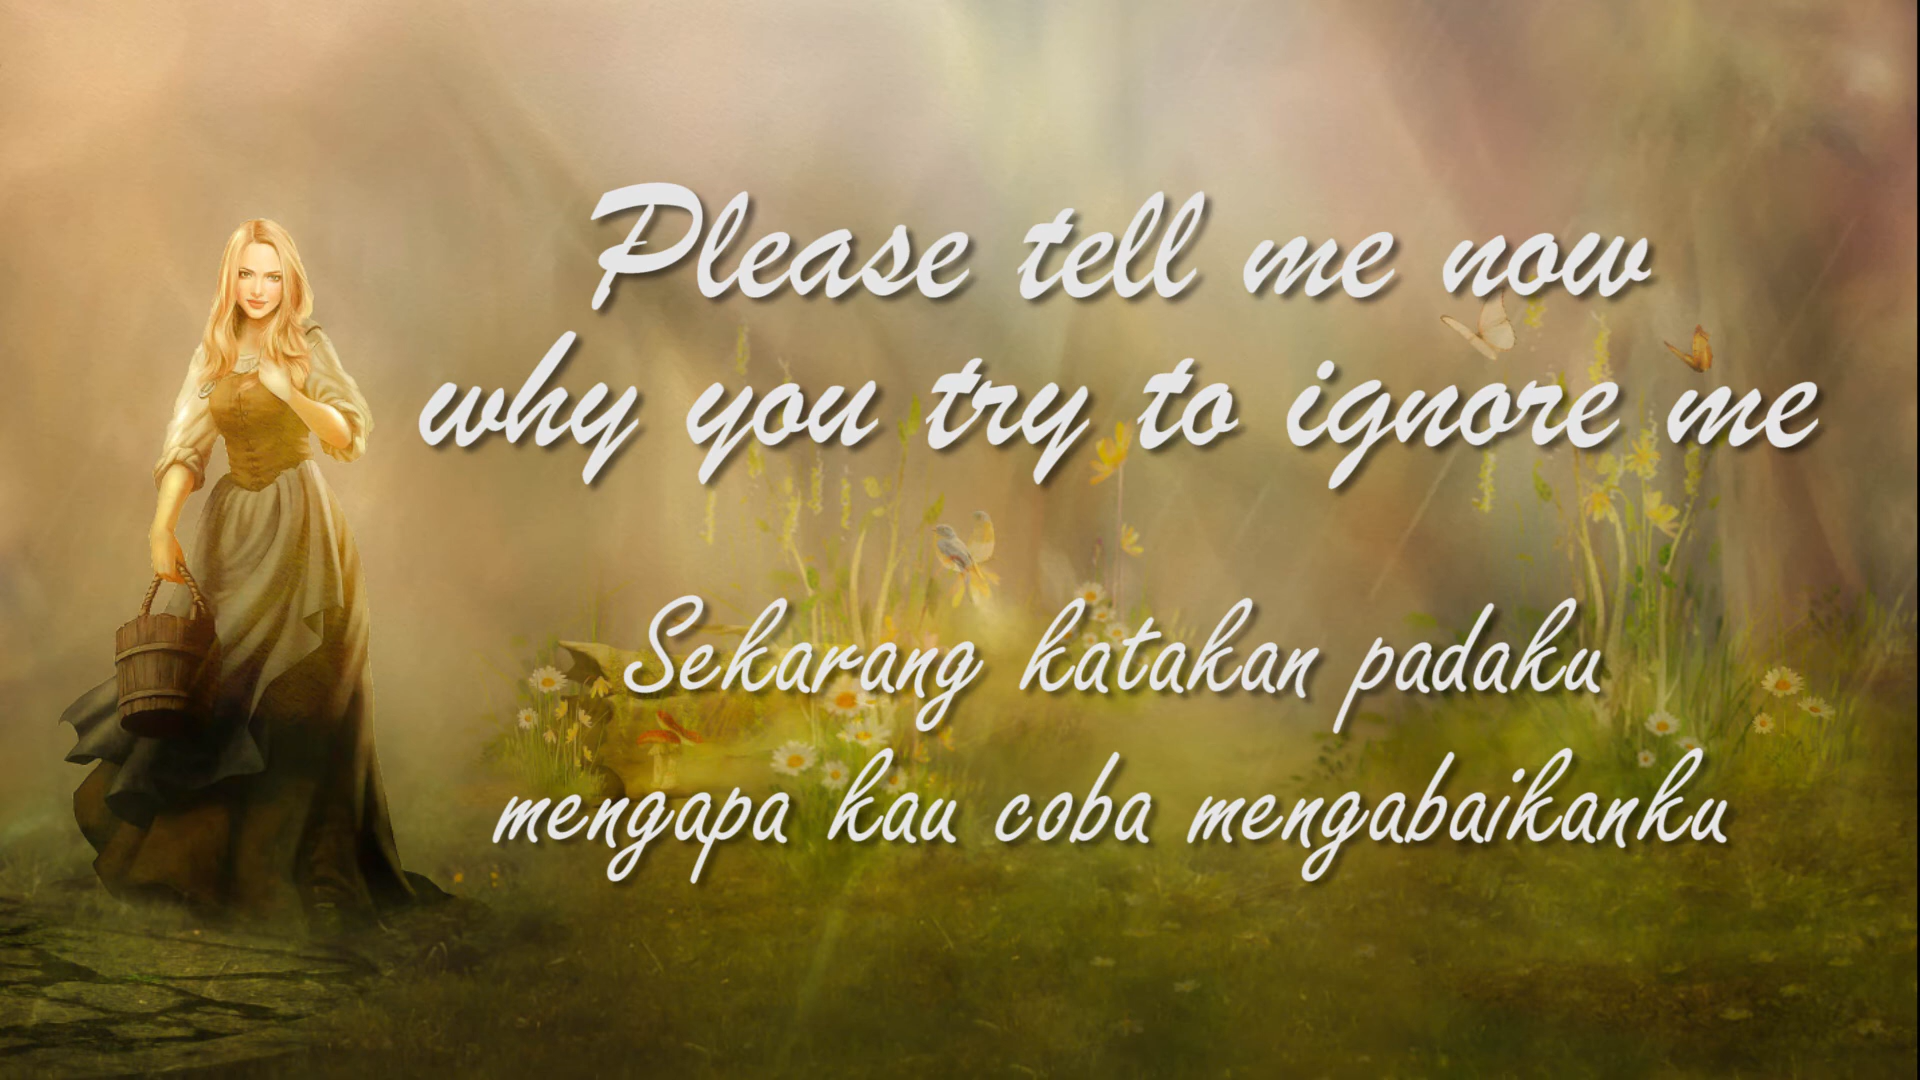 Please tell me now
why you try to ignore me
Sekarang katakan padaku
mengapa kau coba mengabaikanku